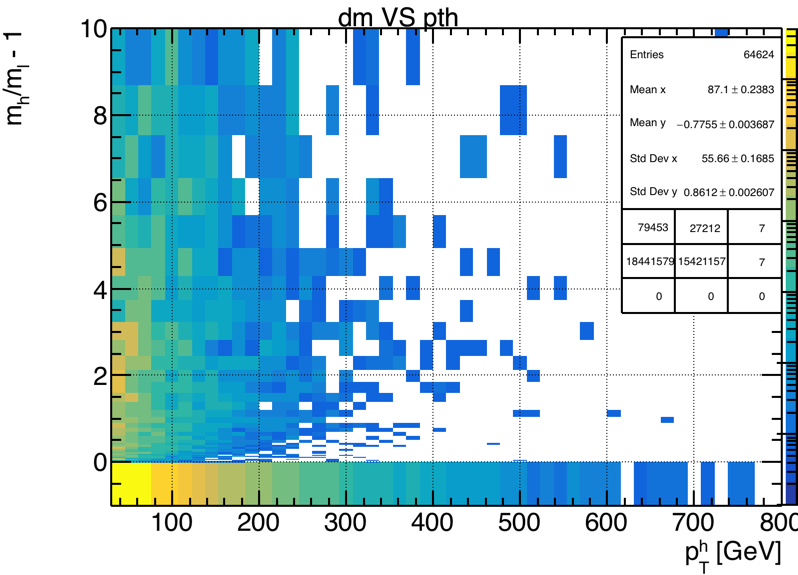 dm VS pth
m_h/m_l - 1
10
8
6
4
2
0
Entries 64624
Mean x 87.1 ± 0.2383
Mean y −0.7755 ± 0.003687
Std Dev x 55.66 ± 0.1685
Std Dev y 0.8612 ± 0.002607
79453 27212 7
18441579 15421157 7
0 0 0
100 200 300 400 500 600 700 800
p_T^h [GeV]